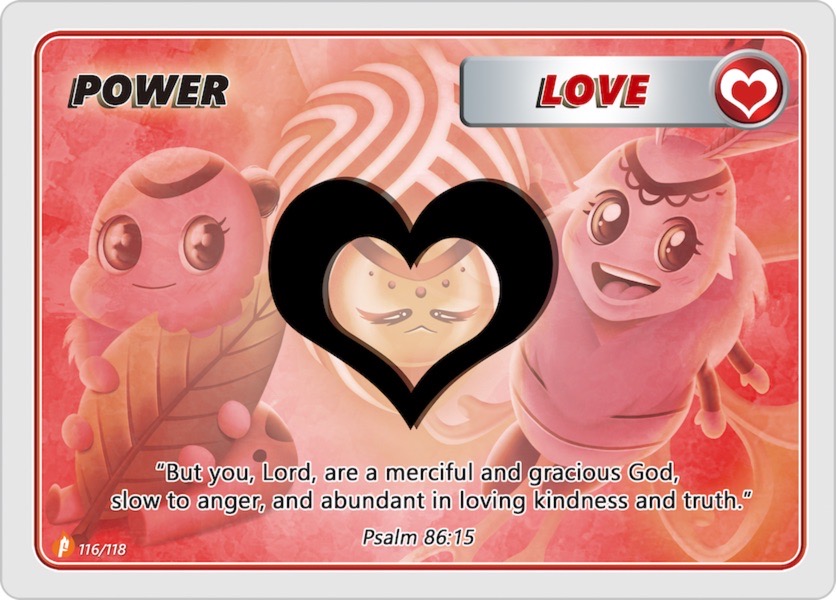 POWER
LOVE
“But you, Lord, are a merciful and gracious God,
slow to anger, and abundant in loving kindness and truth.”
Psalm 86:15
116/118